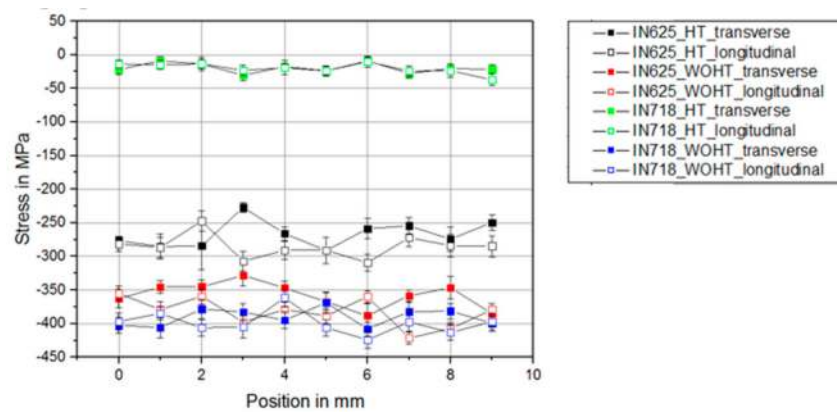 50
0
-50
-100
-150
-200
-250
-300
-350
-400
-450
Stress in MPa
0
2
4
6
8
10
Position in mm
IN625_HT_transverse
IN625_HT_longitudinal
IN625_WOHT_transverse
IN625_WOHT_longitudinal
IN718_HT_transverse
IN718_HT_longitudinal
IN718_WOHT_transverse
IN718_WOHT_longitudinal